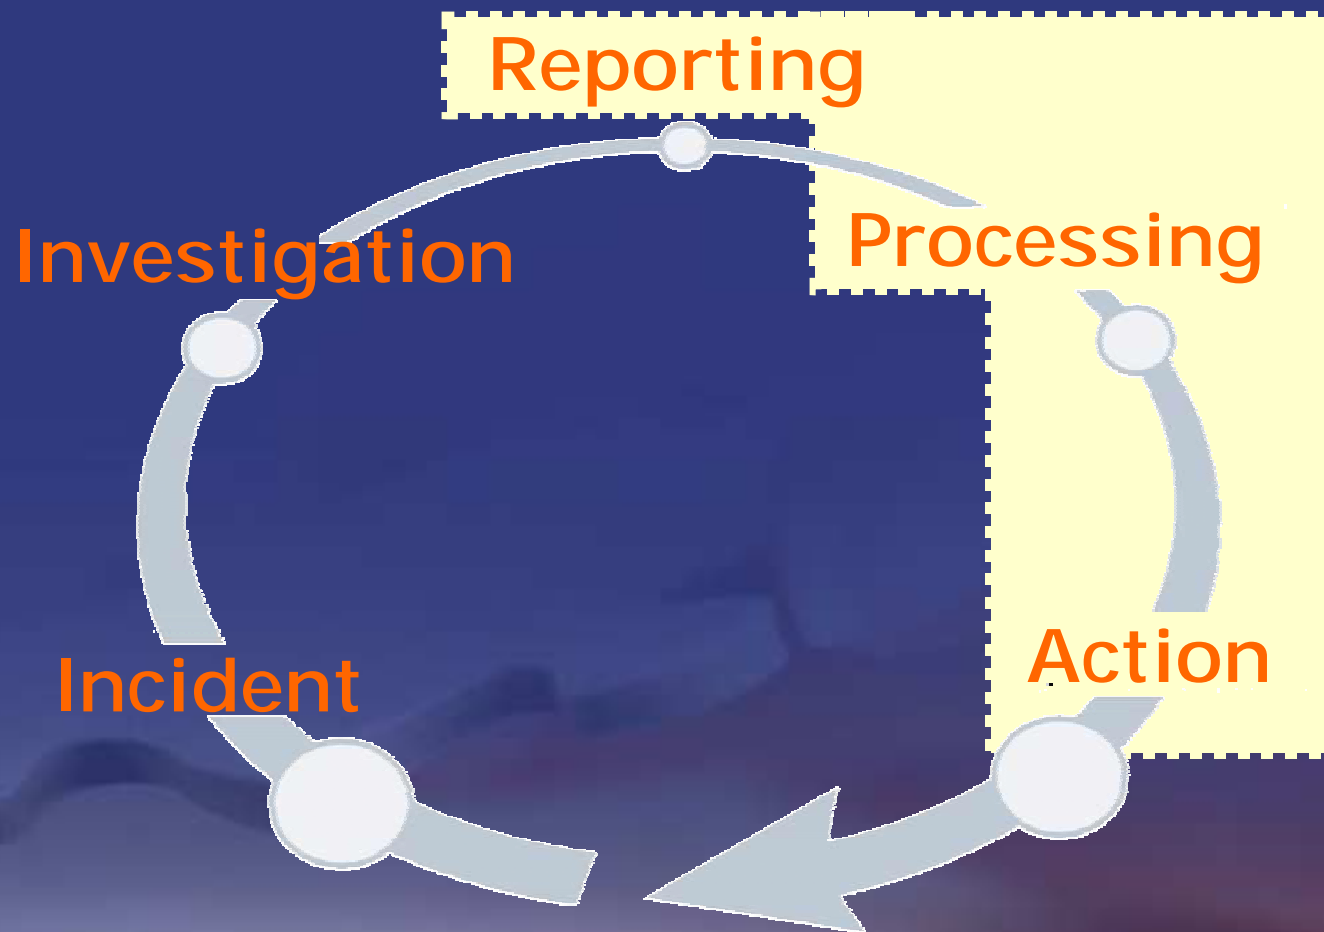 Reporting
Investigation
Processing
Incident
Action